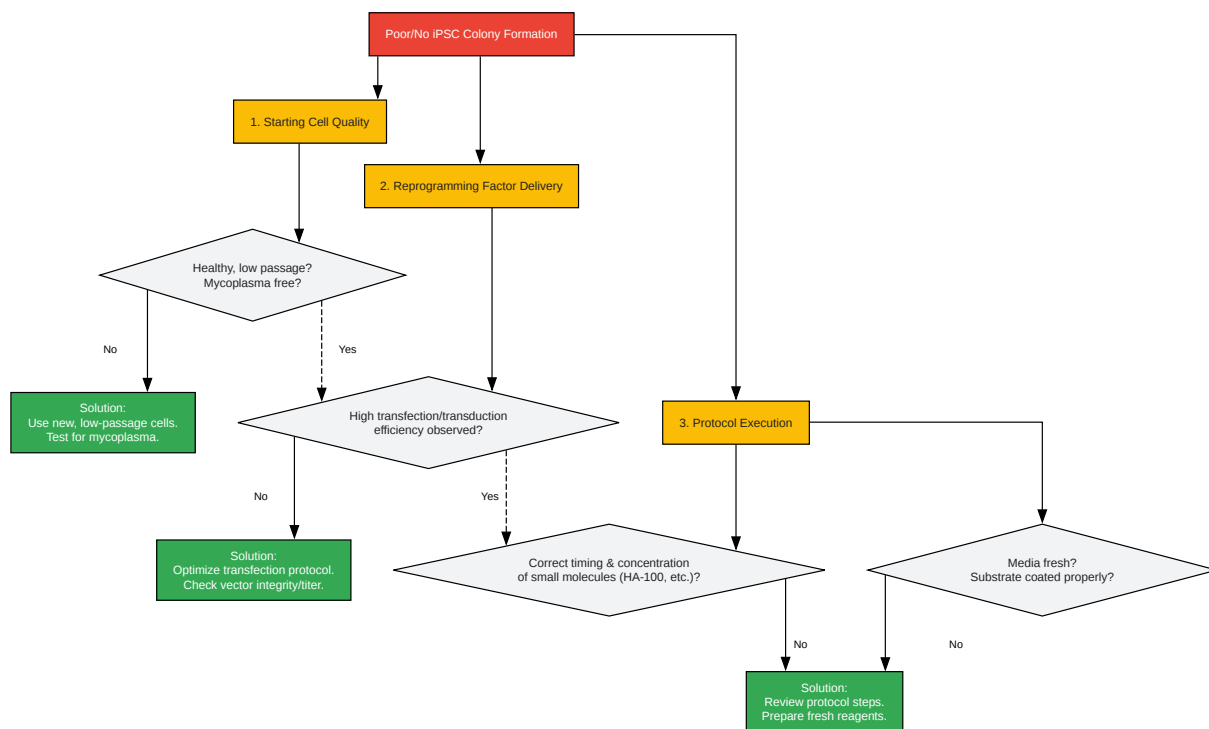 Poor/No iPSC Colony Formation
1. Starting Cell Quality
2. Reprogramming Factor Delivery
Healthy, low passage?
Mycoplasma free?
No
Yes
Solution:
Use new, low-passage cells.
Test for mycoplasma.
High transfection/transduction
efficiency observed?
3. Protocol Execution
No
Yes
Solution:
Optimize transfection protocol.
Check vector integrity/titer.
Correct timing & concentration
of small molecules (HA-100, etc.)?
Media fresh?
Substrate coated properly?
No
No
Solution:
Review protocol steps.
Prepare fresh reagents.